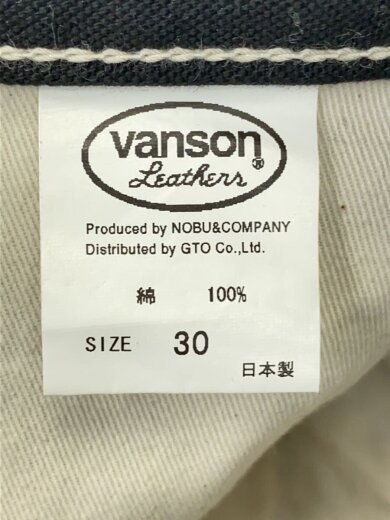 vanson®
Leathers
Produced by NOBU&COMPANY
Distributed by GTO Co.,Ltd.
綿 100%
SIZE 30
日本製